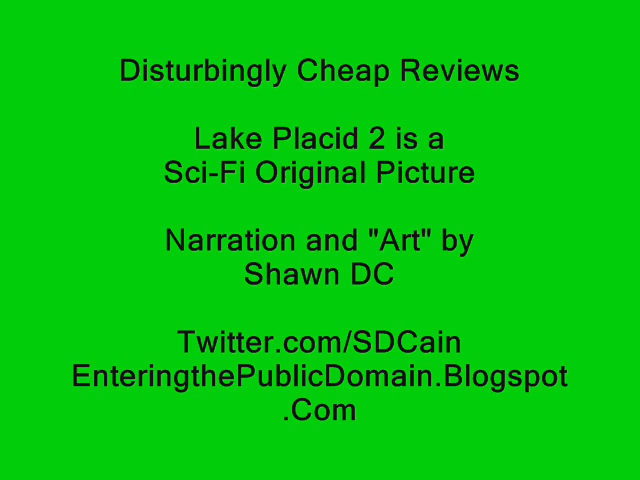 Disturbingly Cheap Reviews
Lake Placid 2 is a
Sci-Fi Original Picture
Narration and "Art" by
Shawn DC
Twitter.com/SDCain
EnteringthePublicDomain.Blogspot
.Com